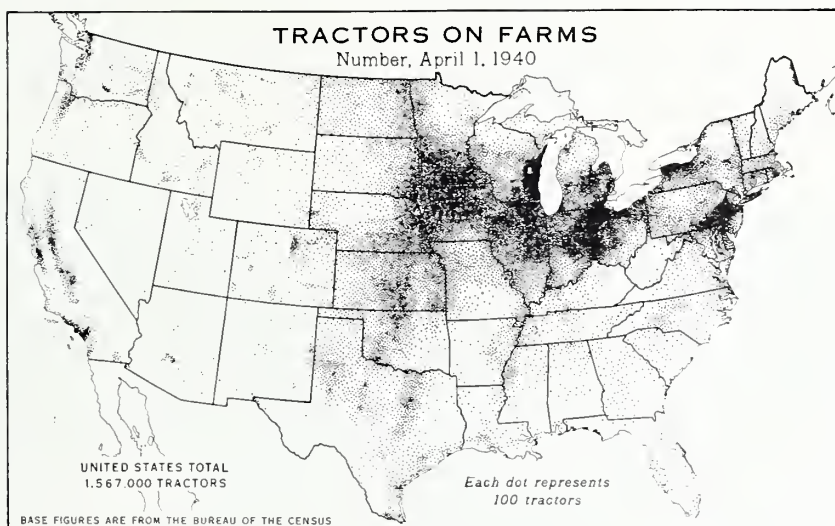 TRACTORS ON FARMS
Number, April 1, 1940
UNITED STATES TOTAL
1,567,000 TRACTORS
Each dot represents
100 tractors
BASE FIGURES ARE FROM THE BUREAU OF THE CENSUS